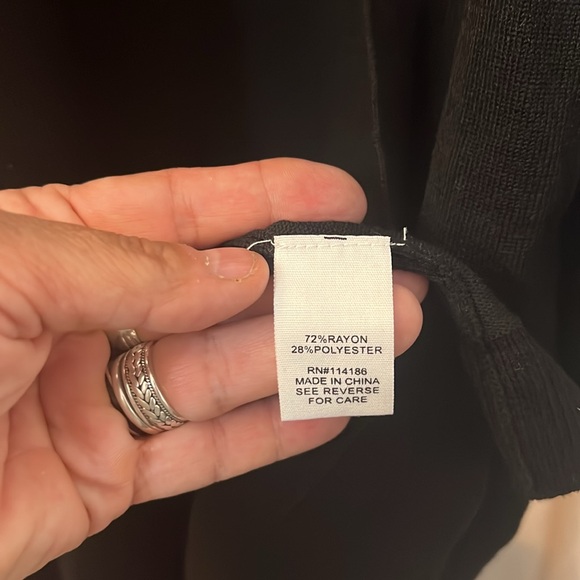 72%RAYON
28%POLYESTER
RN#114186
MADE IN CHINA
SEE REVERSE
FOR CARE